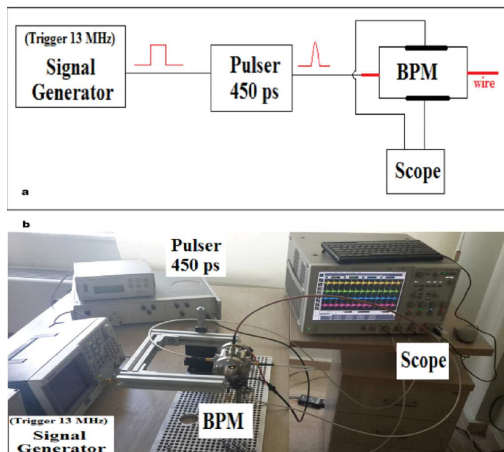 a
(Trigger 13 MHz)
Signal
Generator
Pulser
450 ps
BPM
wire
Scope
a
b
Pulser
450 ps
Scope
BPM
(Trigger 13 MHz)
Signal
Generator